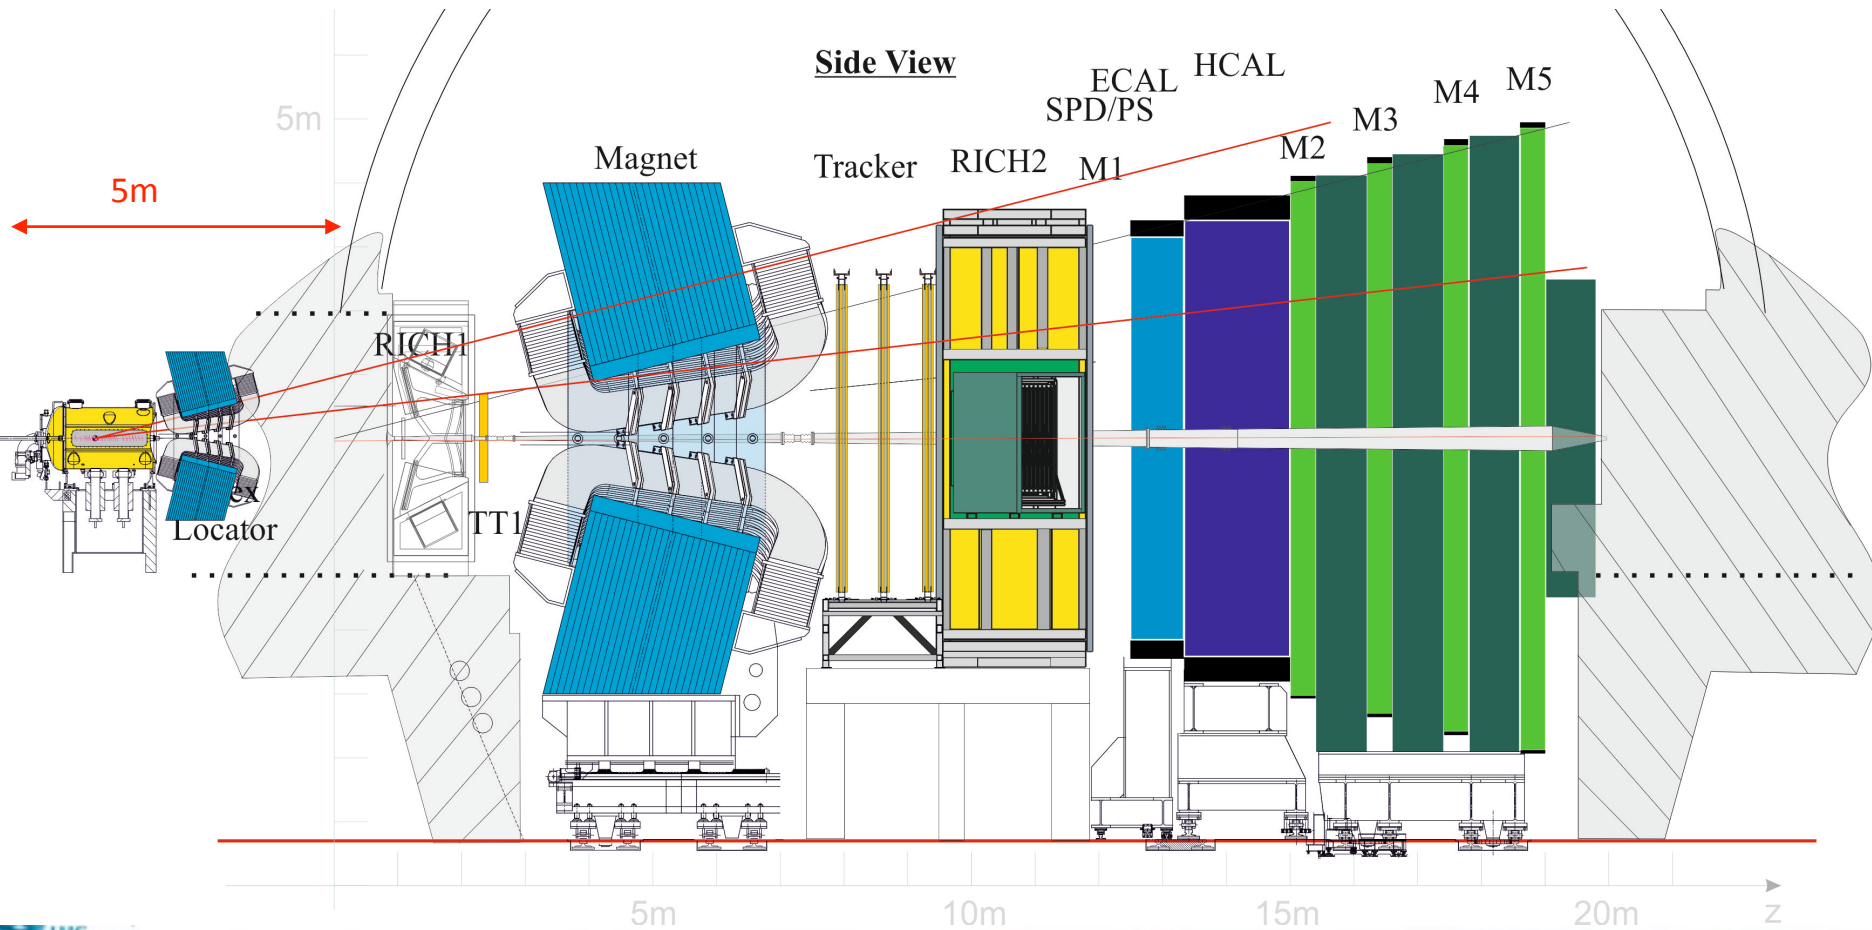 Side View
HCAL
ECAL
M5
M4
SPD/PS
5m
M3
M2
Magnet
Tracker
RICH2
M1
5m
RICH1
Locator
TT1
5m
10m
15m
20m
z